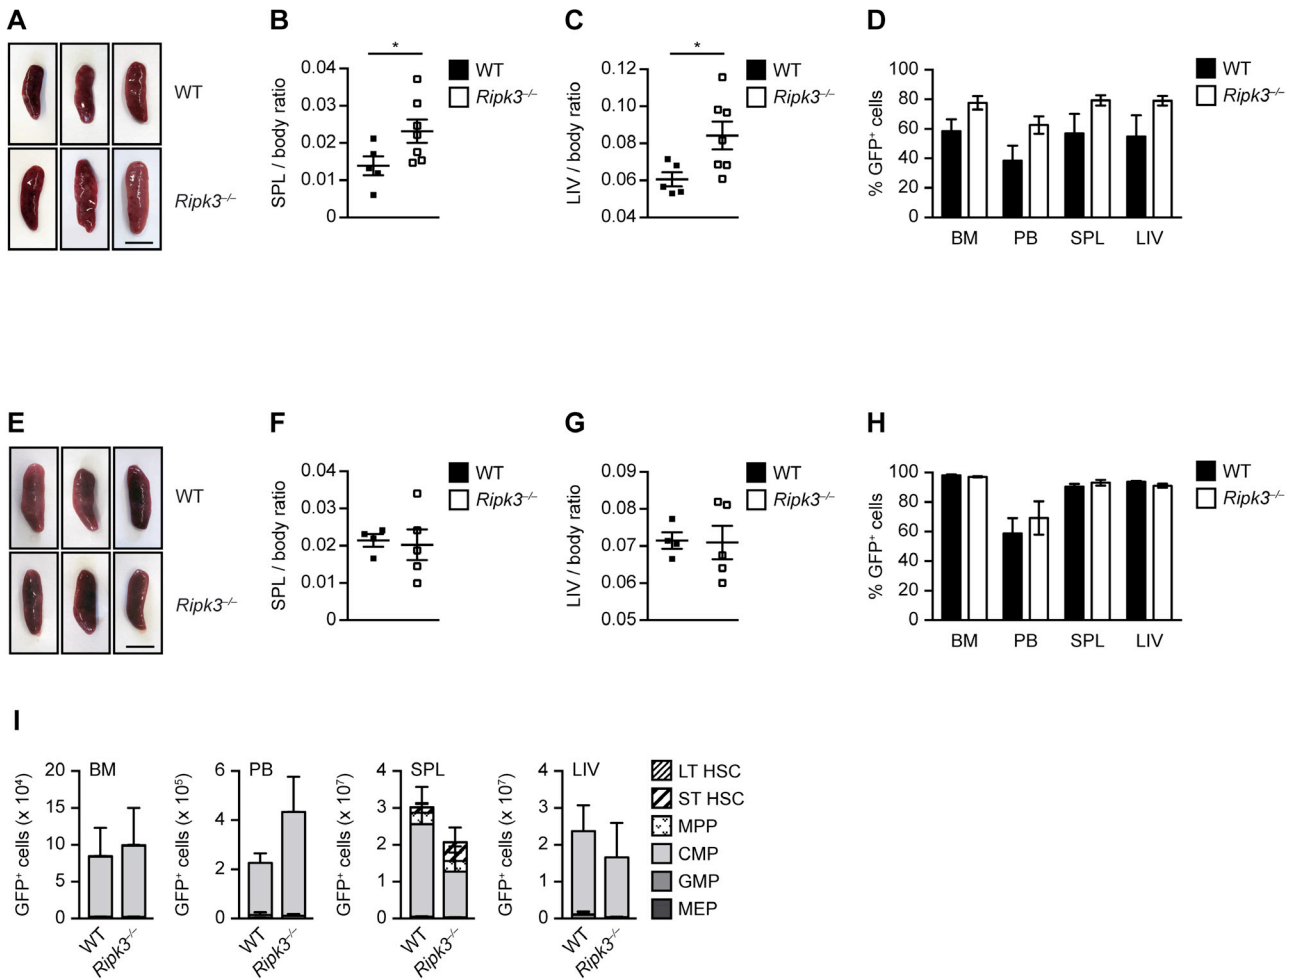 A
WT
Ripk3–/–
B
*
SPL / body ratio
0.04
0.03
0.02
0.01
0
WT
Ripk3–/–
C
*
LIV / body ratio
0.12
0.10
0.08
0.06
0.04
WT
Ripk3–/–
D
% GFP+ cells
100
80
60
40
20
0
BM PB SPL LIV
WT
Ripk3–/–
E
WT
Ripk3–/–
F
SPL / body ratio
0.04
0.03
0.02
0.01
0
WT
Ripk3–/–
G
LIV / body ratio
0.09
0.08
0.07
0.06
0.05
WT
Ripk3–/–
H
% GFP+ cells
100
80
60
40
20
0
BM PB SPL LIV
WT
Ripk3–/–
I
BM
GFP+ cells (x 10⁴)
20
15
10
5
0
WT
Ripk3–/–
PB
GFP+ cells (x 10⁵)
6
4
2
0
WT
Ripk3–/–
SPL
GFP+ cells (x 10⁷)
4
3
2
1
0
WT
Ripk3–/–
LIV
GFP+ cells (x 10⁷)
4
3
2
1
0
WT
Ripk3–/–
LT HSC
ST HSC
MPP
CMP
GMP
MEP